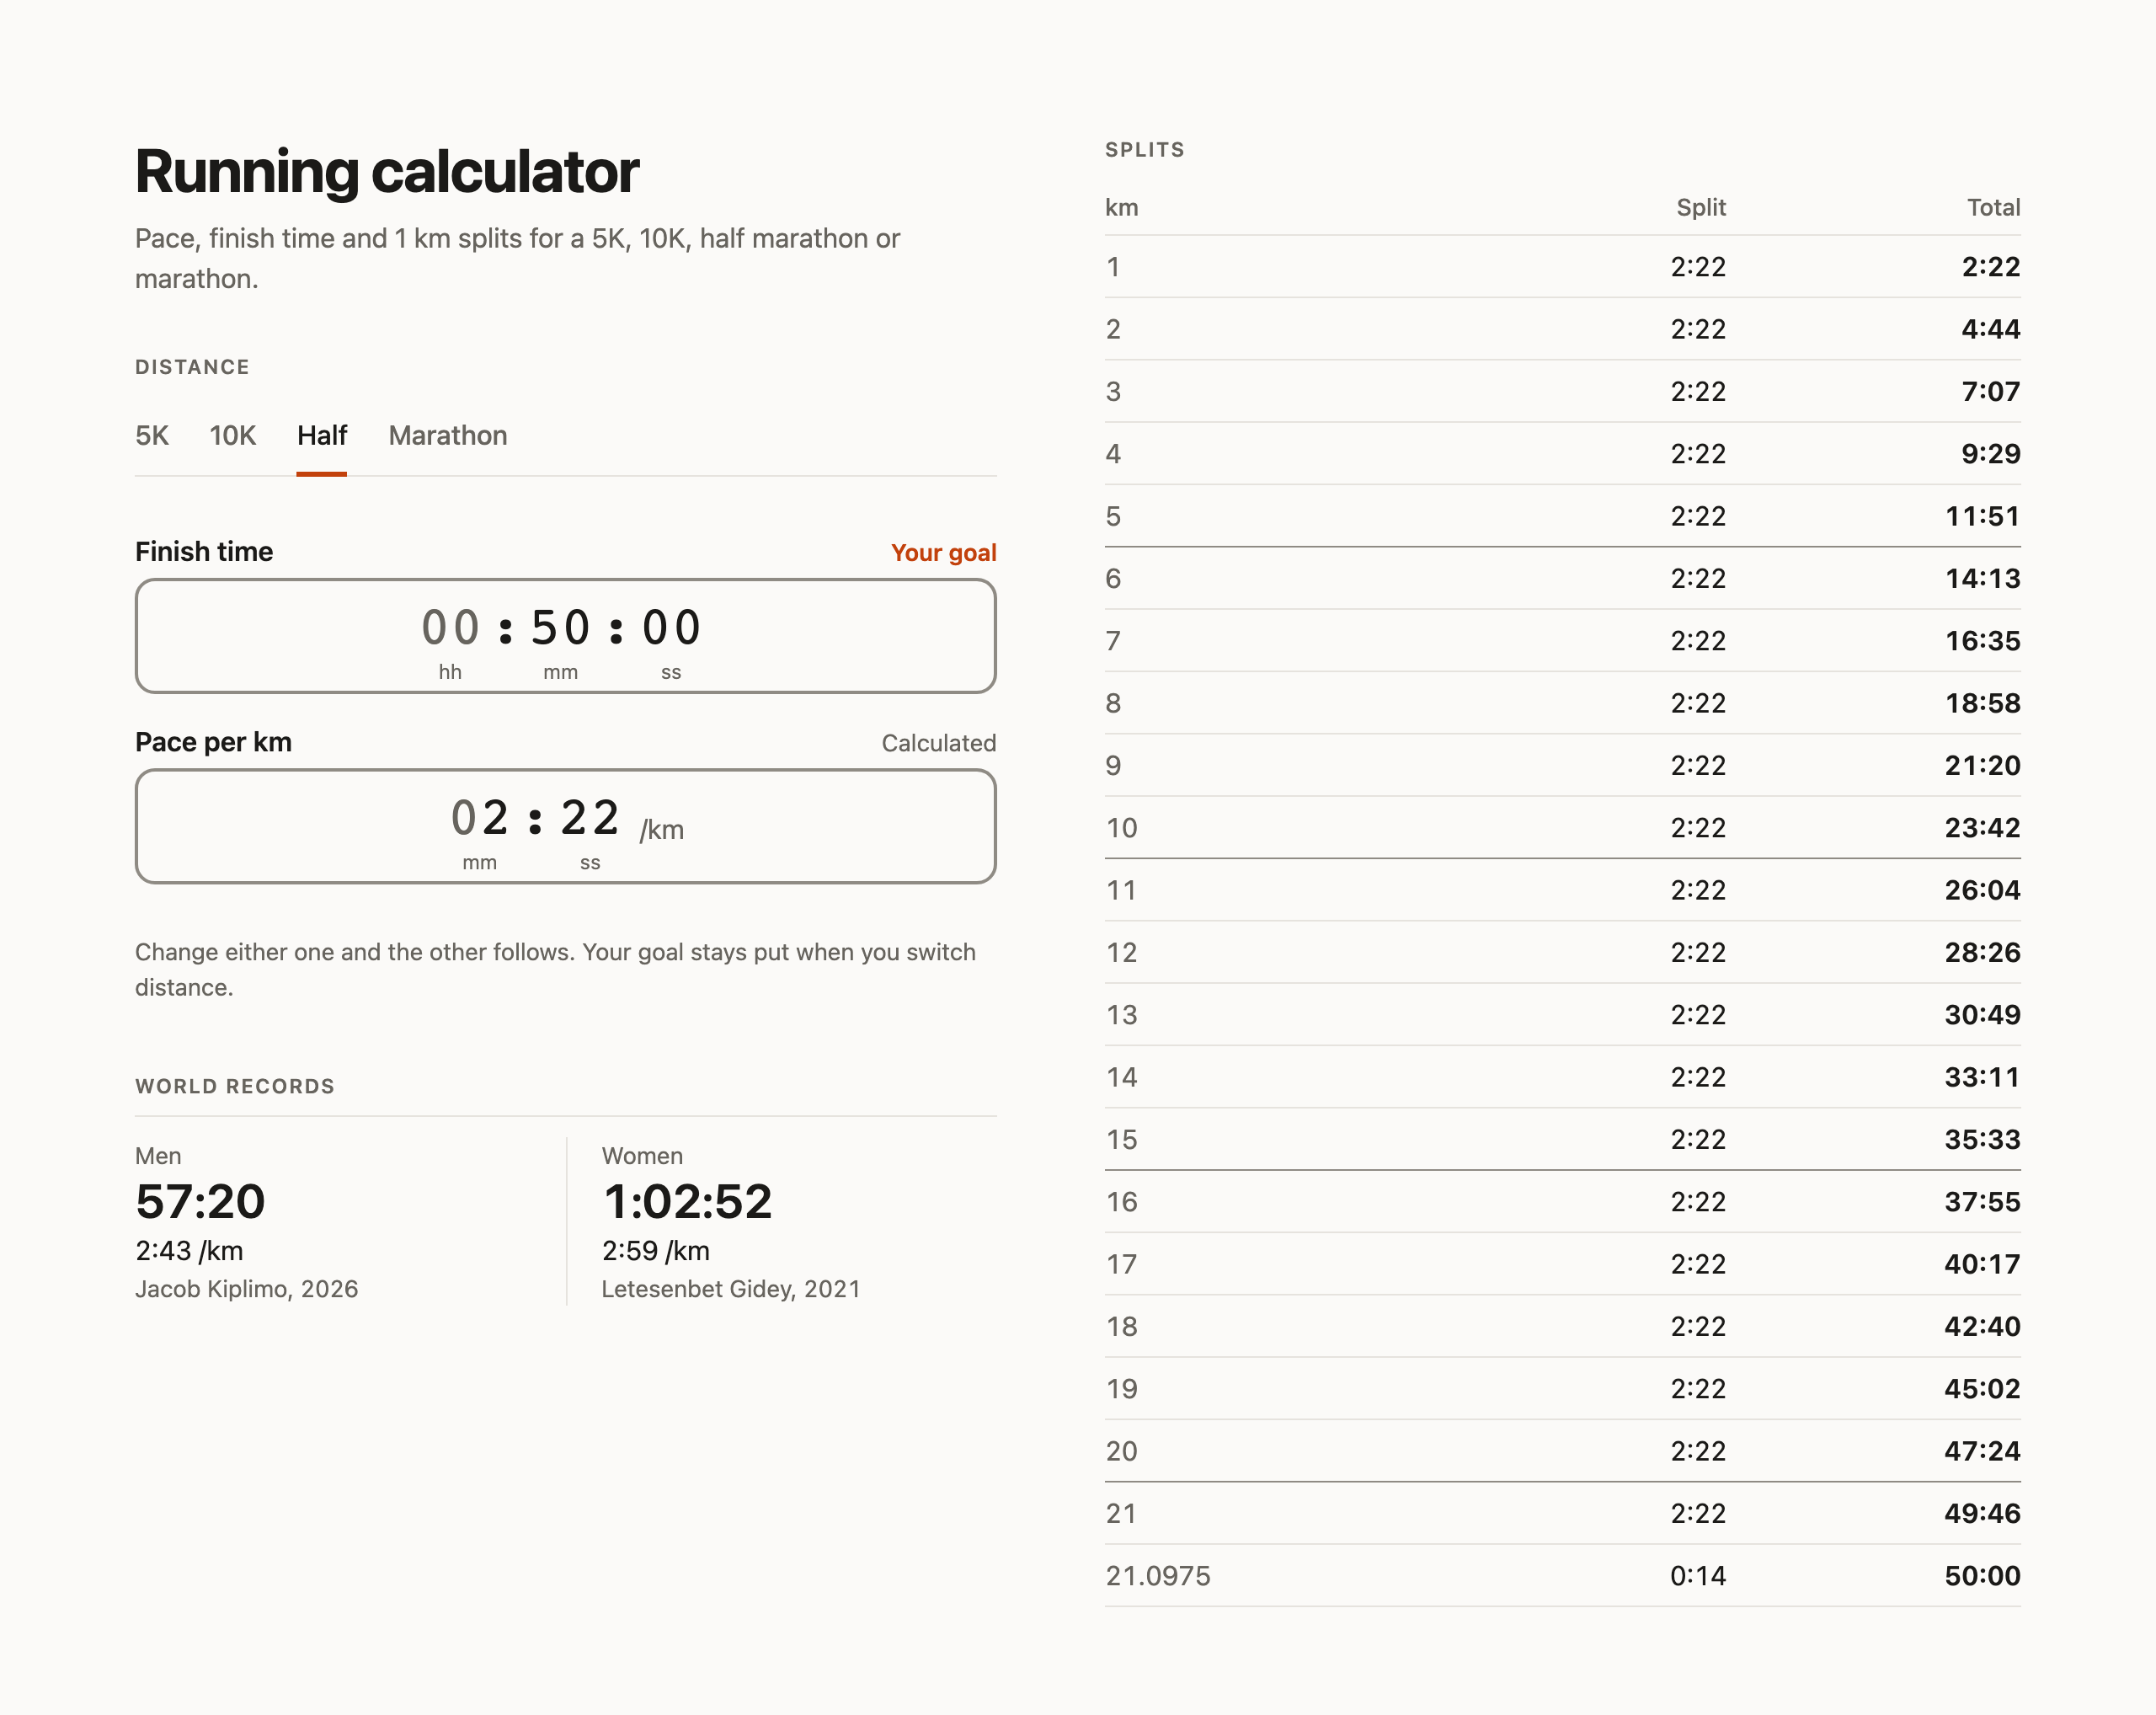 Running calculator
Pace, finish time and 1 km splits for a 5K, 10K, half marathon or
marathon.
DISTANCE
5K 10K Half Marathon
Finish time Your goal
00 : 50 : 00
hh mm ss
Pace per km Calculated
02 : 22 /km
mm ss
Change either one and the other follows. Your goal stays put when you switch
distance.
WORLD RECORDS
Men
57:20
2:43 /km
Jacob Kiplimo, 2026
Women
1:02:52
2:59 /km
Letesenbet Gidey, 2021
SPLITS
km Split Total
1 2:22 2:22
2 2:22 4:44
3 2:22 7:07
4 2:22 9:29
5 2:22 11:51
6 2:22 14:13
7 2:22 16:35
8 2:22 18:58
9 2:22 21:20
10 2:22 23:42
11 2:22 26:04
12 2:22 28:26
13 2:22 30:49
14 2:22 33:11
15 2:22 35:33
16 2:22 37:55
17 2:22 40:17
18 2:22 42:40
19 2:22 45:02
20 2:22 47:24
21 2:22 49:46
21.0975 0:14 50:00